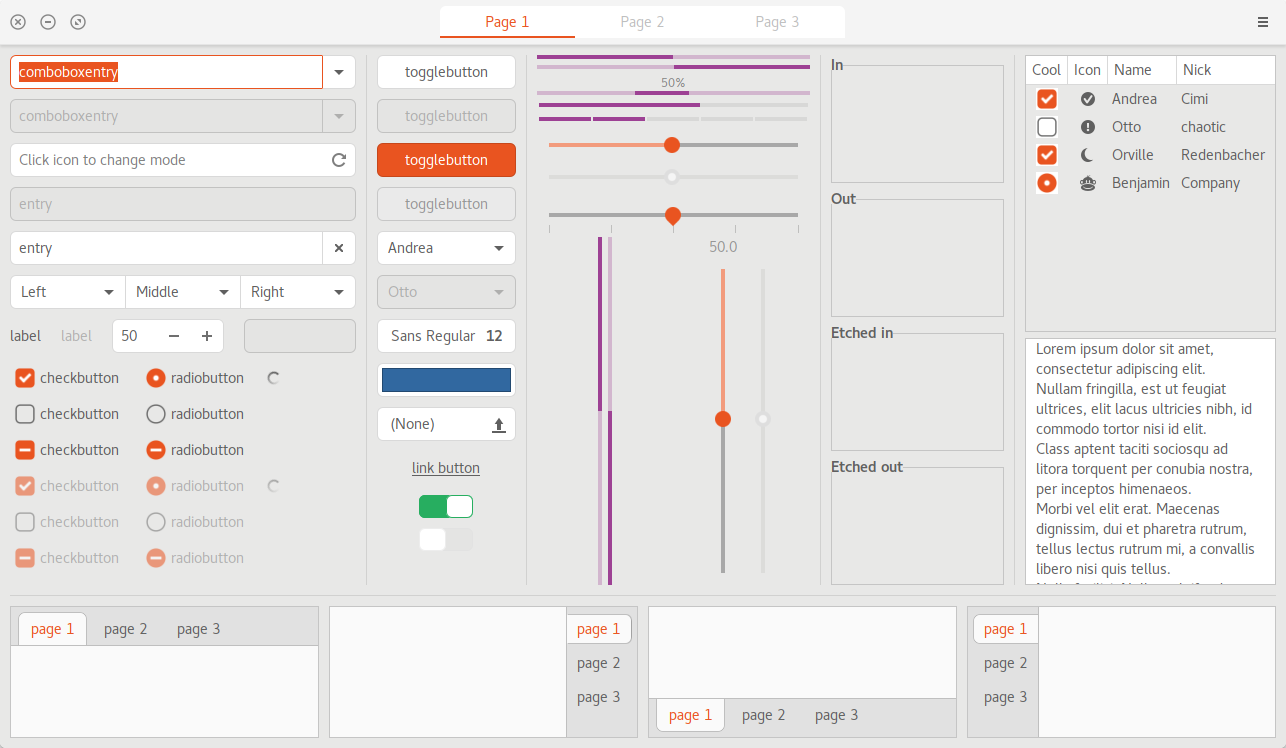 Page 1
Page 2
Page 3
comboboxentry
comboboxentry
Click icon to change mode
entry
entry
Left
Middle
Right
label
label
50
checkbutton
radiobutton
checkbutton
radiobutton
checkbutton
radiobutton
checkbutton
radiobutton
checkbutton
radiobutton
checkbutton
radiobutton
togglebutton
togglebutton
togglebutton
togglebutton
Andrea
Otto
Sans Regular 12
(None)
link button
50%
50.0
In
Out
Etched in
Etched out
Cool Icon Name Nick
Andrea Cimi
Otto chaotic
Orville Redenbacher
Benjamin Company
Lorem ipsum dolor sit amet,
consectetur adipiscing elit.
Nullam fringilla, est ut feugiat
ultrices, elit lacus ultricies nibh, id
commodo tortor nisi id elit.
Class aptent taciti sociosqu ad
litora torquent per conubia nostra,
per inceptos himenaeos.
Morbi vel elit erat. Maecenas
dignissim, dui et pharetra rutrum,
tellus lectus rutrum mi, a convallis
libero nisi quis tellus.
page 1
page 2
page 3
page 1
page 2
page 3
page 1
page 2
page 3
page 1
page 2
page 3